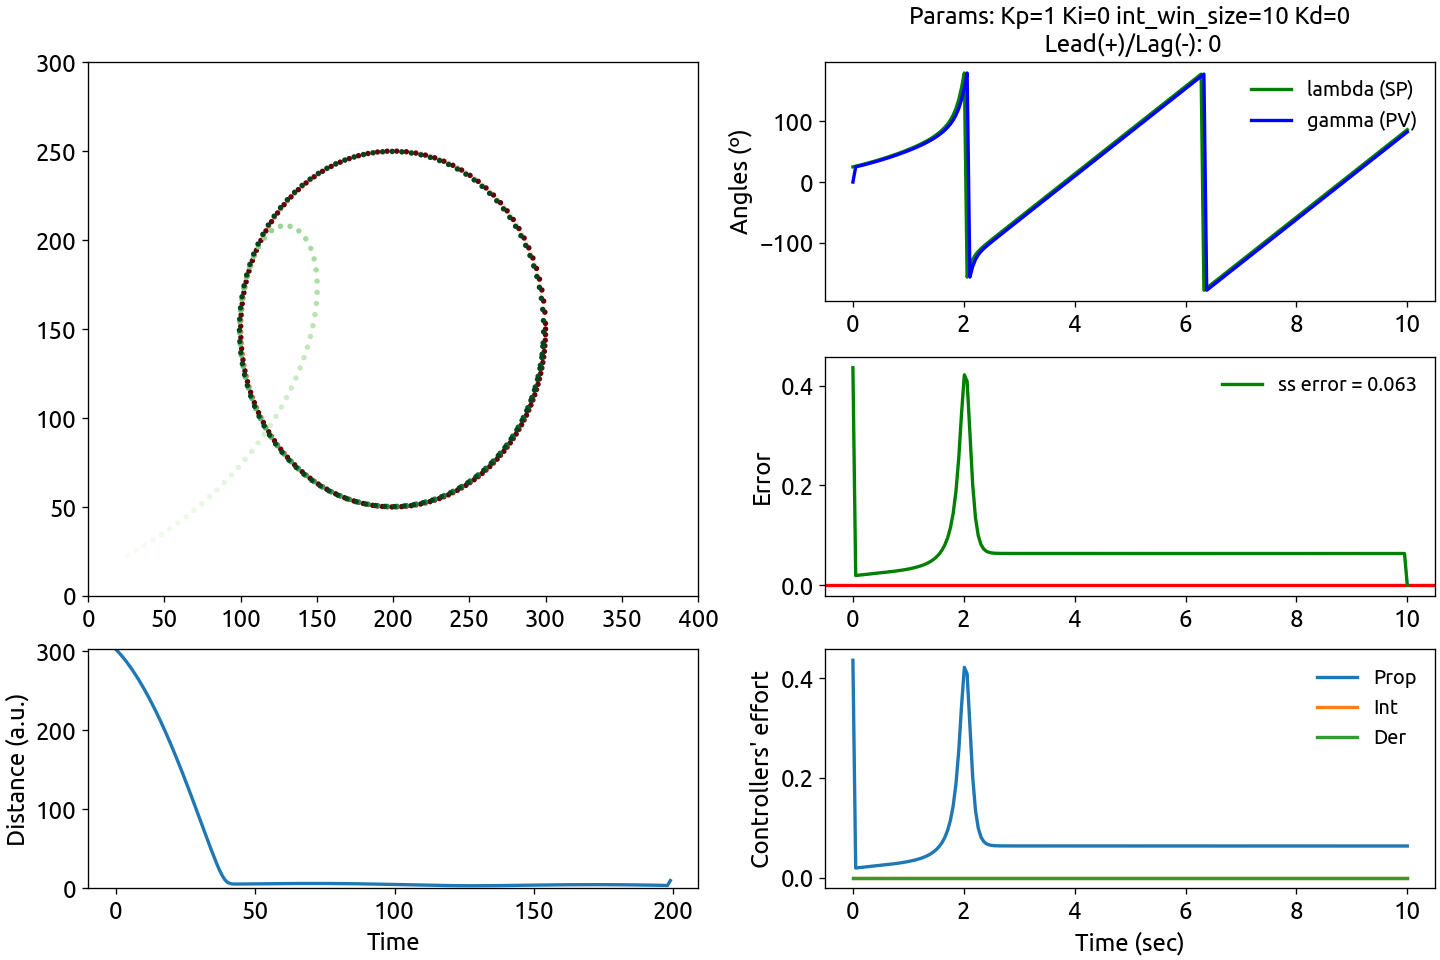 Params: Kp=1 Ki=0 int_win_size=10 Kd=0
Lead(+)/Lag(-): 0
300
250
200
150
100
50
0
0 50 100 150 200 250 300 350 400
Angles (º)
100
0
−100
lambda (SP)
gamma (PV)
0 2 4 6 8 10
Error
0.4
0.2
0.0
ss error = 0.063
0 2 4 6 8 10
Distance (a.u.)
300
200
100
0
0 50 100 150 200
Time
Controllers' effort
0.4
0.2
0.0
Prop
Int
Der
0 2 4 6 8 10
Time (sec)